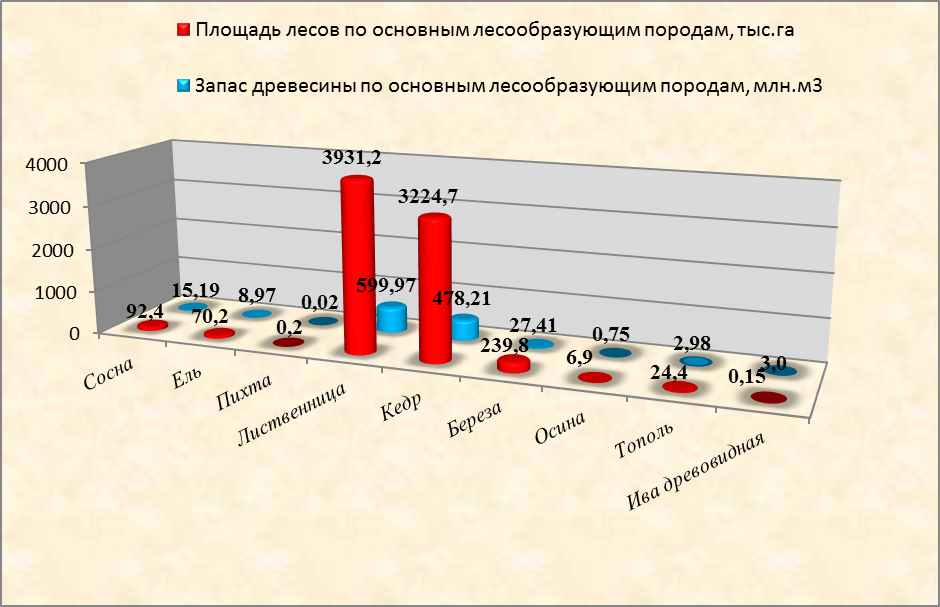 Площадь лесов по основным лесообразующим породам, тыс.га
Запас древесины по основным лесообразующим породам, млн.м3
4000
3000
2000
1000
0
3931,2
3224,7
599,97
478,21
15,19
8,97
0,02
27,41
0,75
2,98
3,0
92,4
70,2
0,2
239,8
6,9
24,4
0,15
Сосна
Ель
Пихта
Лиственница
Кедр
Береза
Осина
Тополь
Ива древовидная